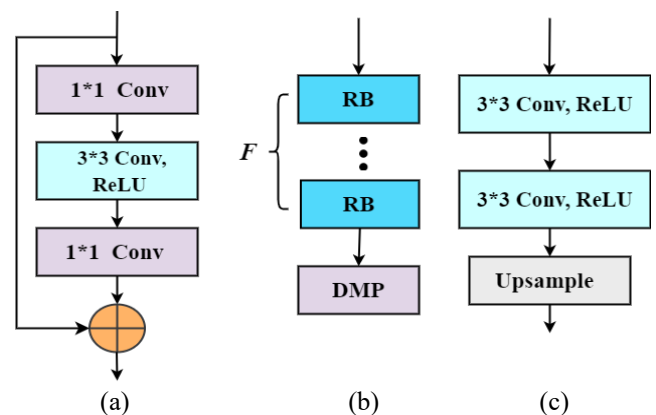 1*1 Conv
3*3 Conv,
ReLU
1*1 Conv
(a)
RB
F
RB
DMP
(b)
3*3 Conv, ReLU
3*3 Conv, ReLU
Upsample
(c)